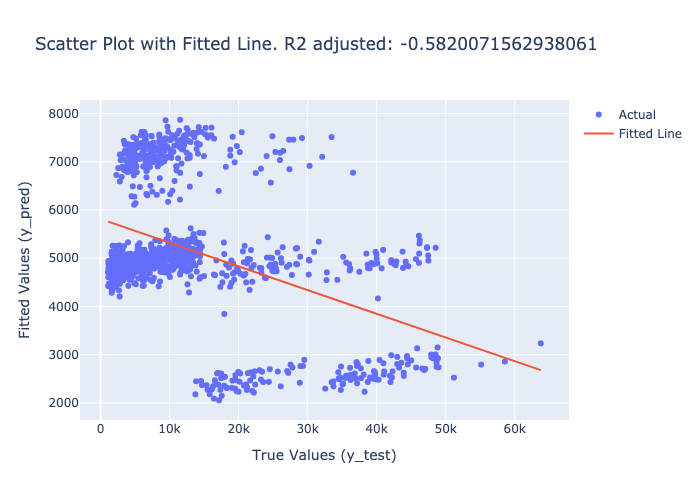 Scatter Plot with Fitted Line. R2 adjusted: -0.5820071562938061
8000
7000
6000
5000
4000
3000
2000
Fitted Values (y_pred)
0
10k
20k
30k
40k
50k
60k
True Values (y_test)
Actual
Fitted Line